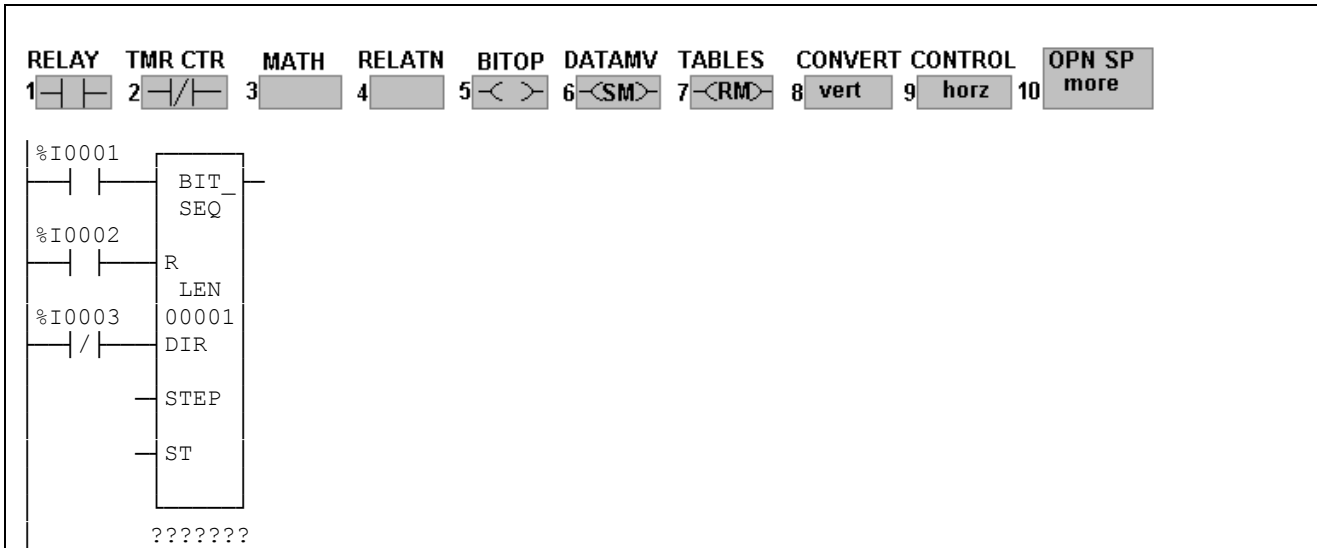 RELAY TMR CTR MATH RELATN BITOP DATAMV TABLES CONVERT CONTROL OPN SP
1 2 3 4 5 6 SM 7 RM 8 vert 9 horz 10 more
%I0001
BIT_
SEQ
%I0002
R
LEN
%I0003 00001
DIR
STEP
ST
???????